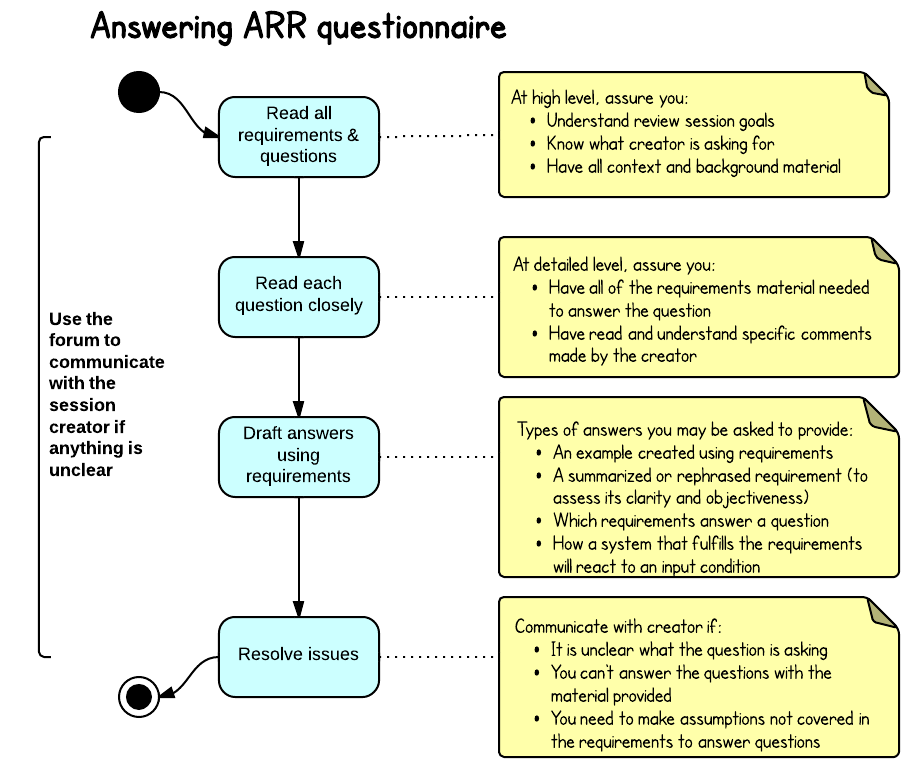 Answering ARR questionnaire
Read all
requirements &
questions
At high level, assure you:
• Understand review session goals
• Know what creator is asking for
• Have all context and background material
Read each
question closely
At detailed level, assure you:
• Have all of the requirements material needed
to answer the question
• Have read and understand specific comments
made by the creator
Use the
forum to
communicate
with the
session
creator if
anything is
unclear
Draft answers
using
requirements
Types of answers you may be asked to provide:
• An example created using requirements
• A summarized or rephrased requirement (to
assess its clarity and objectiveness)
• Which requirements answer a question
• How a system that fulfills the requirements
will react to an input condition
Resolve issues
Communicate with creator if:
• It is unclear what the question is asking
• You can't answer the questions with the
material provided
• You need to make assumptions not covered in
the requirements to answer questions